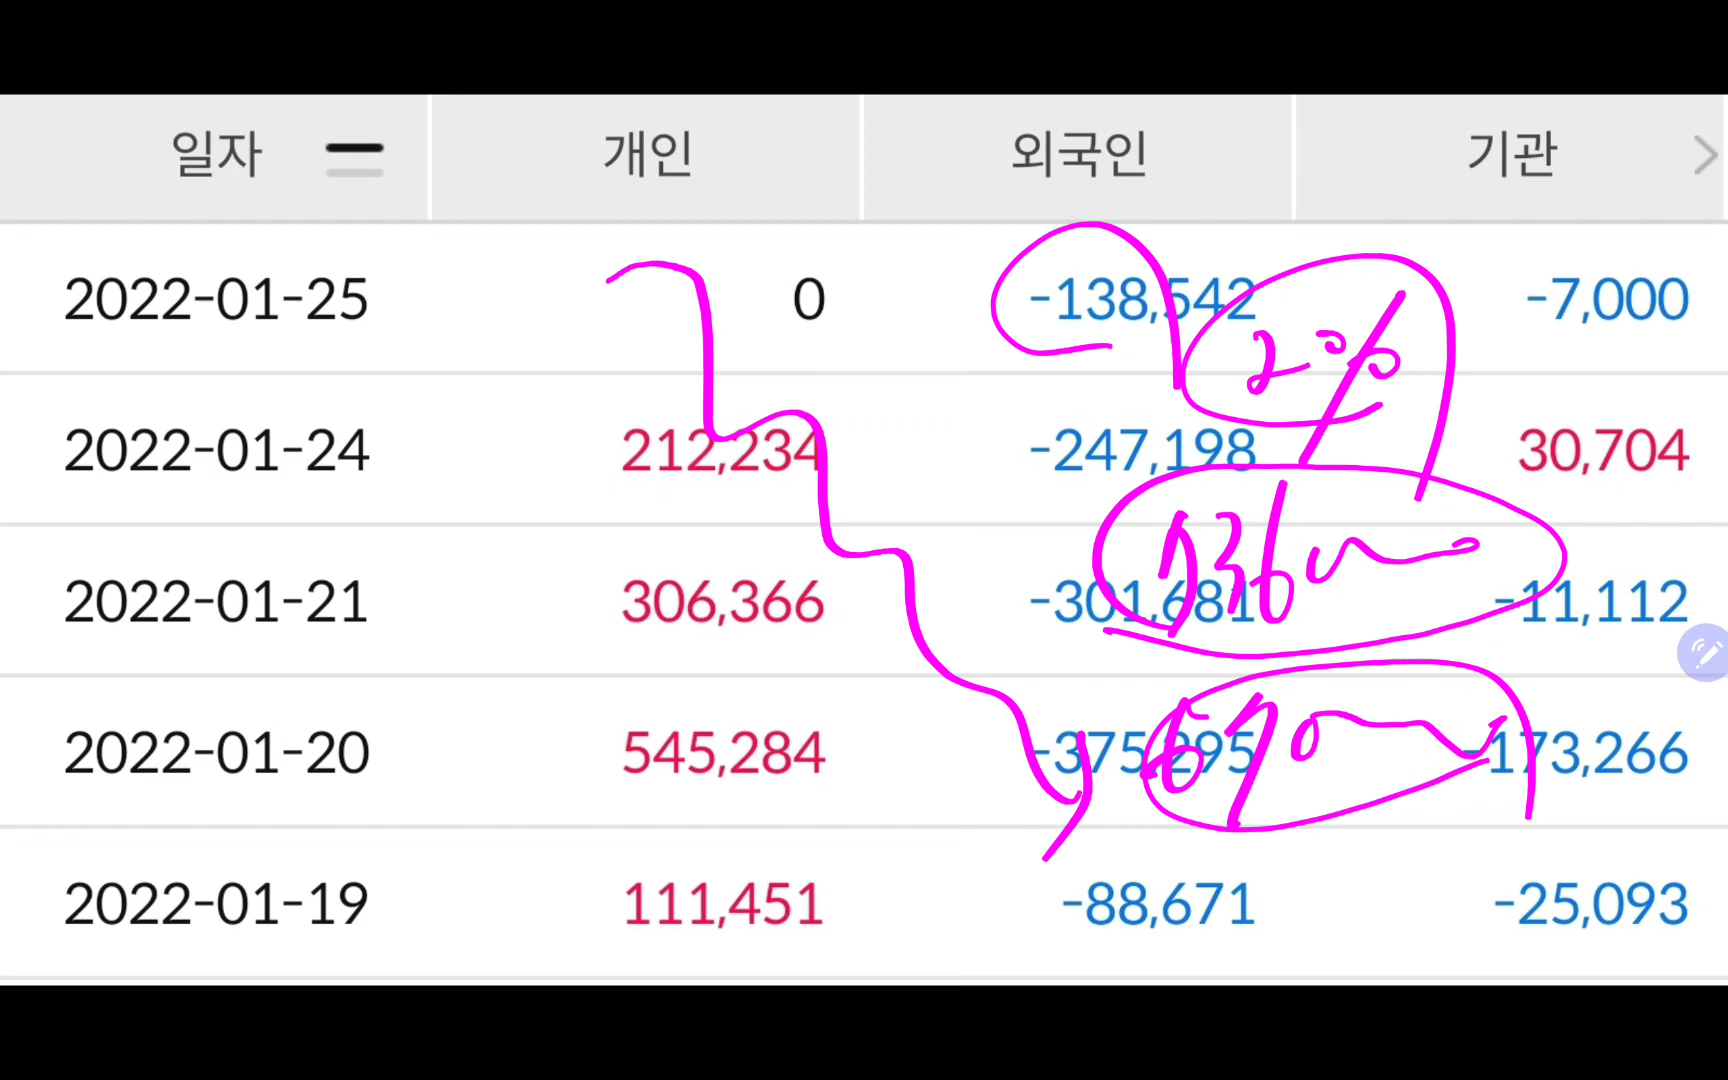 일자 개인 외국인 기관
2022-01-25 0 -138,542 -7,000
2%
2022-01-24 212,234 -247,198 30,704
2022-01-21 306,366 -301,681 -11,112
2022-01-20 545,284 -375,295 -173,266
2022-01-19 111,451 -88,671 -25,093